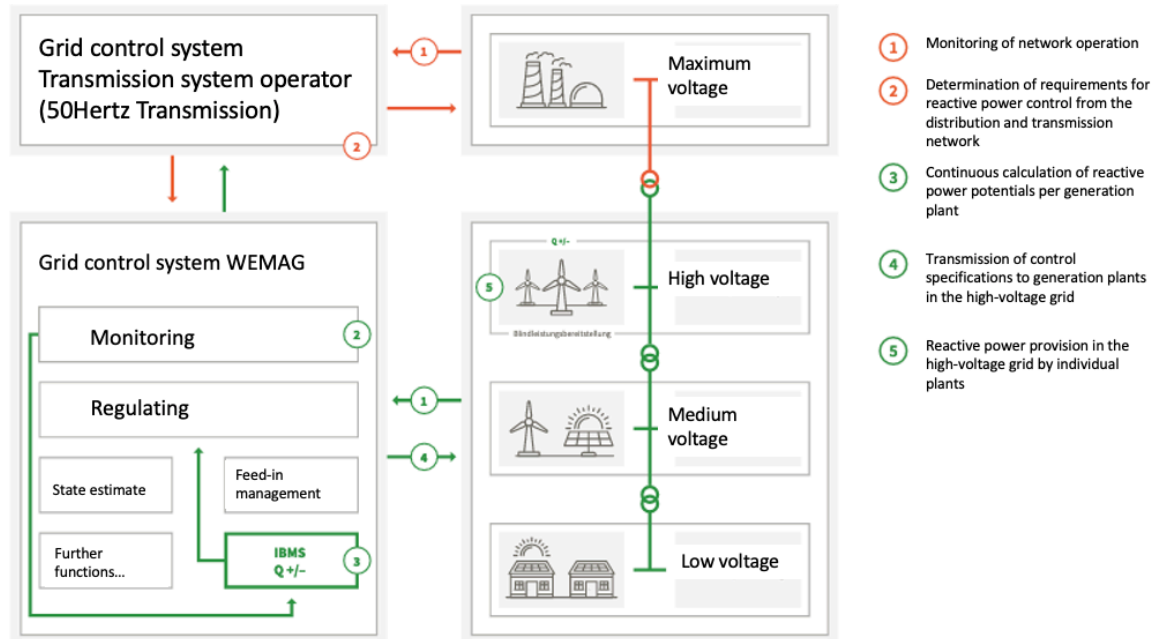 Grid control system
Transmission system operator
(50Hertz Transmission)
2
1
Maximum
voltage
Grid control system WEMAG
Monitoring
2
Regulating
State estimate
Feed-in
management
Further
functions...
IBMS
Q +/–
3
1
4
Q +/–
5
High voltage
Blindleistungsbereitstellung
Medium
voltage
Low voltage
1
Monitoring of network operation
2
Determination of requirements for
reactive power control from the
distribution and transmission
network
3
Continuous calculation of reactive
power potentials per generation
plant
4
Transmission of control
specifications to generation plants
in the high-voltage grid
5
Reactive power provision in the
high-voltage grid by individual
plants